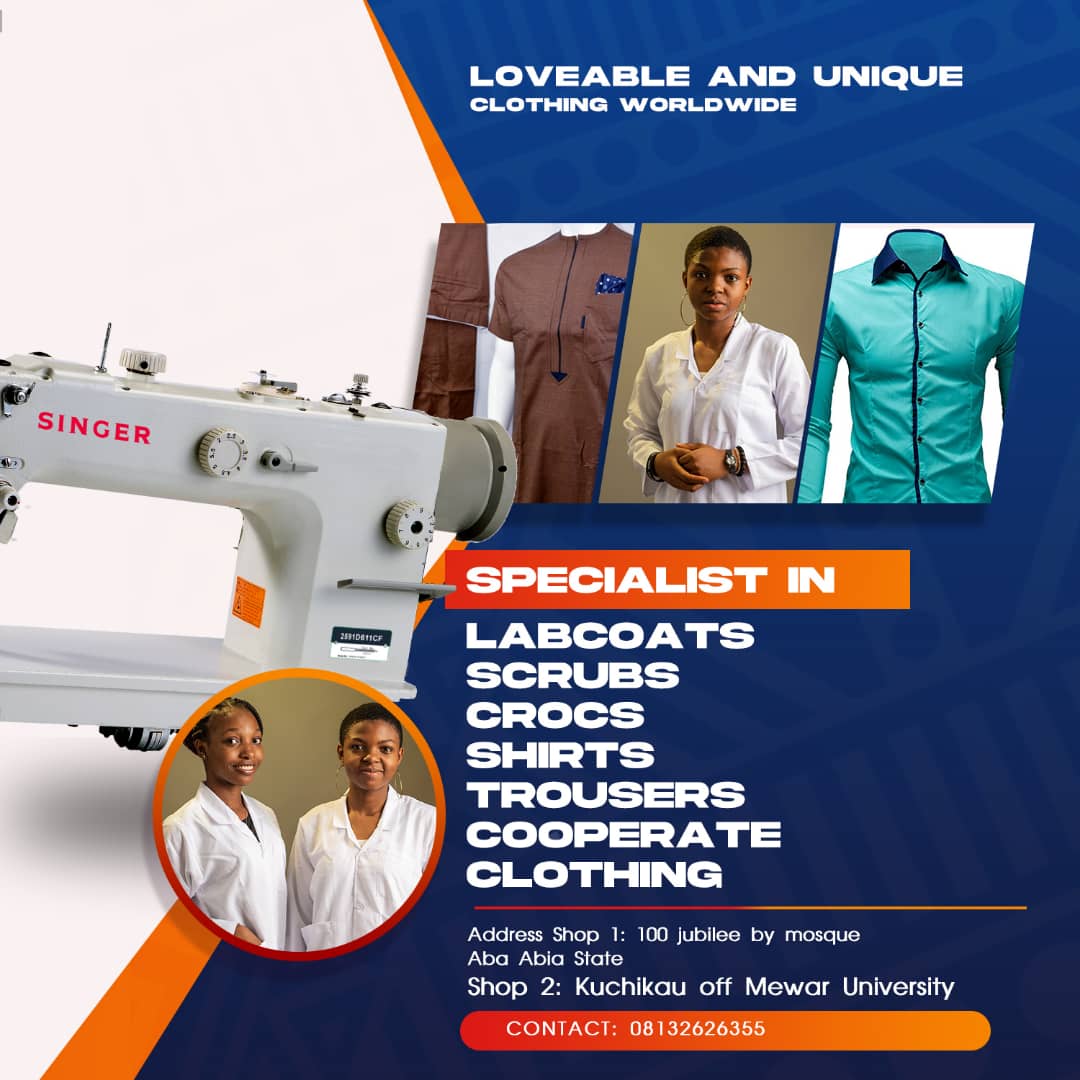 LOVEABLE AND UNIQUE
CLOTHING WORLDWIDE
SINGER
2691D611CF
SPECIALIST IN
LABCOATS
SCRUBS
CROCS
SHIRTS
TROUSERS
COOPERATE
CLOTHING
Address Shop 1: 100 jubilee by mosque
Aba Abia State
Shop 2: Kuchikau off Mewar University
CONTACT: 08132626355